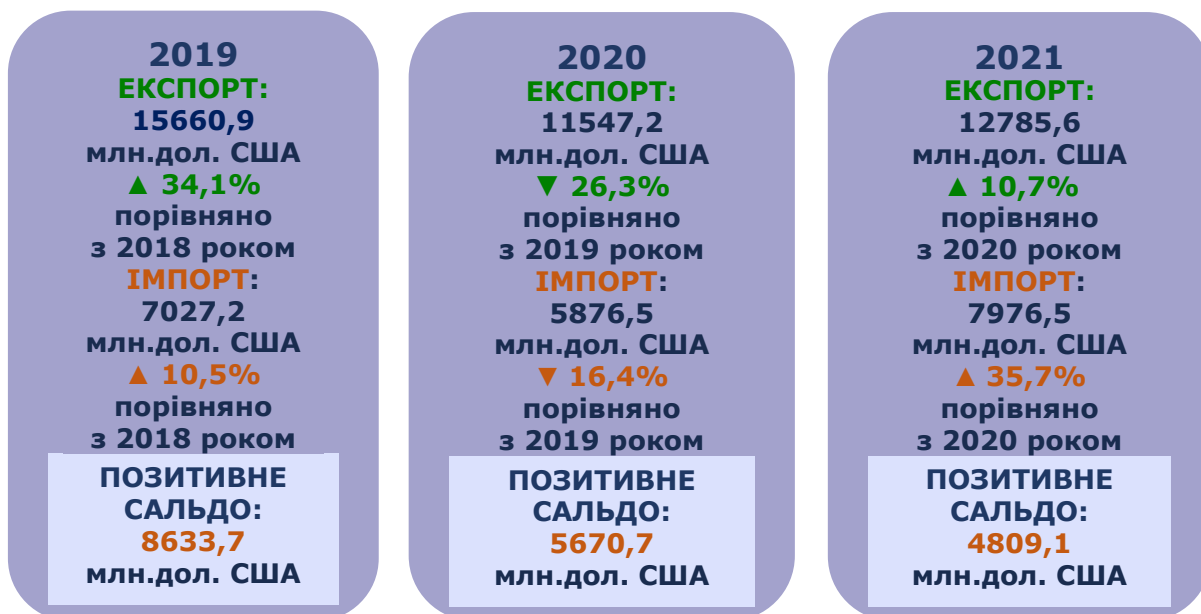 2019
ЕКСПОРТ:
15660,9
млн.дол. США
▲ 34,1%
порівняно
з 2018 роком
ІМПОРТ:
7027,2
млн.дол. США
▲ 10,5%
порівняно
з 2018 роком
ПОЗИТИВНЕ
САЛЬДО:
8633,7
млн.дол. США
2020
ЕКСПОРТ:
11547,2
млн.дол. США
▼ 26,3%
порівняно
з 2019 роком
ІМПОРТ:
5876,5
млн.дол. США
▼ 16,4%
порівняно
з 2019 роком
ПОЗИТИВНЕ
САЛЬДО:
5670,7
млн.дол. США
2021
ЕКСПОРТ:
12785,6
млн.дол. США
▲ 10,7%
порівняно
з 2020 роком
ІМПОРТ:
7976,5
млн.дол. США
▲ 35,7%
порівняно
з 2020 роком
ПОЗИТИВНЕ
САЛЬДО:
4809,1
млн.дол. США